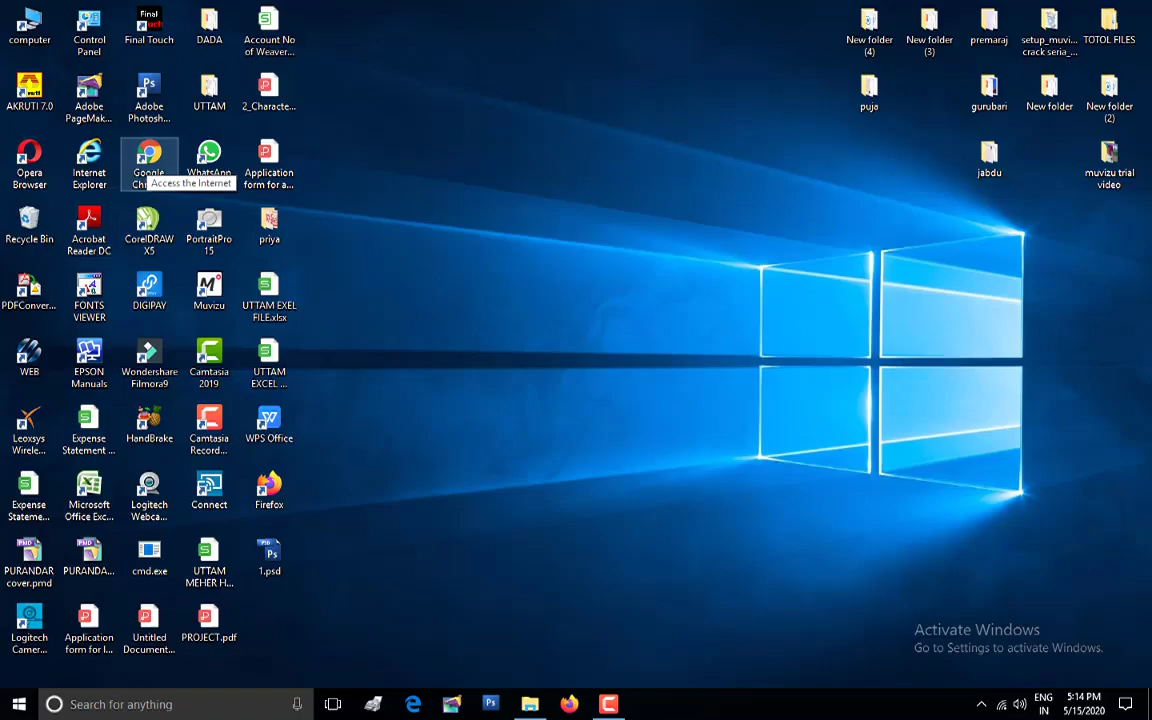 computer
Control
Panel
Final
Final Touch
DADA
Account No
of Weaver...
New folder
(4)
New folder
(3)
premaraj
setup_muvi...
crack seria_...
TOTOL FILES
AKRUTI 7.0
Adobe
PageMak...
Ps
Adobe
Photosh...
UTTAM
2_Characte...
puja
gurubari
New folder
New folder
(2)
Opera
Browser
Internet
Explorer
Google
Access the Internet
WhatsApp
Application
form for a...
jabdu
muvizu trial
video
Recycle Bin
Acrobat
Reader DC
CorelDRAW
X5
PortraitPro
15
priya
PDFConver...
FONTS
VIEWER
DIGIPAY
Muvizu
UTTAM EXEL
FILE.xlsx
WEB
EPSON
Manuals
Wondershare
Filmora9
Camtasia
2019
UTTAM
EXCEL ...
Leoxsys
Wirele...
Expense
Statement ...
HandBrake
Camtasia
Record...
WPS Office
Expense
Stateme...
Microsoft
Office Exc...
Logitech
Webca...
Connect
Firefox
PURANDAR
cover.pmd
PURANDA...
cmd.exe
UTTAM
MEHER H...
1.psd
Logitech
Camer...
Application
form for l...
Untitled
Document...
PROJECT.pdf
Activate Windows
Go to Settings to activate Windows.
Search for anything
Ps
ENG
IN
5:14 PM
5/15/2020